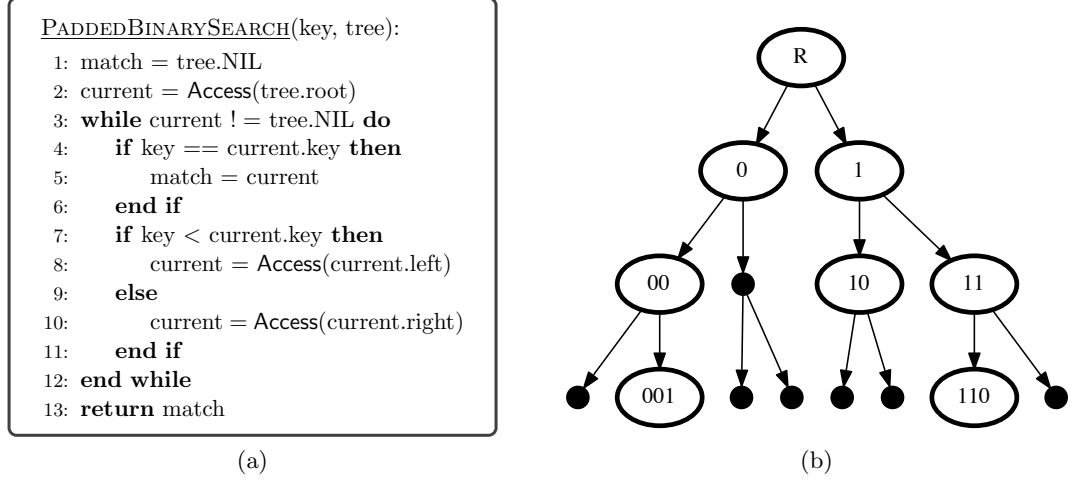 PADDEDBINARYSEARCH(key, tree):
1: match = tree.NIL
2: current = Access(tree.root)
3: while current ! = tree.NIL do
4: if key == current.key then
5: match = current
6: end if
7: if key < current.key then
8: current = Access(current.left)
9: else
10: current = Access(current.right)
11: end if
12: end while
13: return match
(a)
R
0 1
00 10 11
001 110
(b)